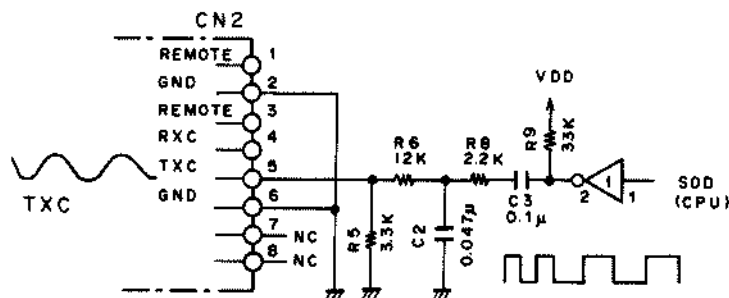 CN2
REMOTE 1
GND 2
REMOTE 3
RXC 4
TXC 5
GND 6
7 NC
8 NC
TXC
R5
3.3K
R6
12K
C2
0.047μ
R8
2.2K
C3
0.1μ
VDD
R9
33K
2 1 1
SOD
(CPU)